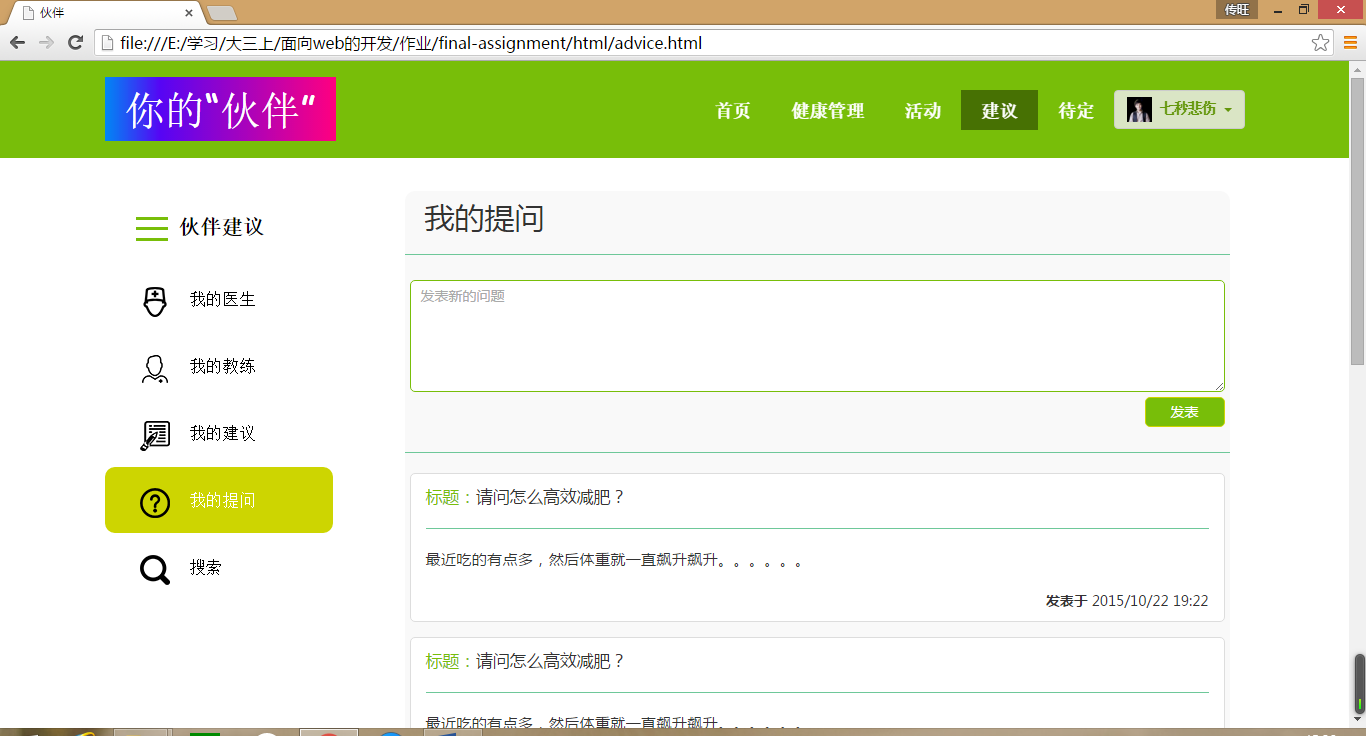 伙伴
传旺
file:///E:/学习/大三上/面向web的开发/作业/final-assignment/html/advice.html
你的“伙伴”
首页 健康管理 活动 建议 待定 七秒悲伤
伙伴建议
我的医生
我的教练
我的建议
我的提问
搜索
我的提问
发表新的问题
发表
标题：请问怎么高效减肥？
最近吃的有点多，然后体重就一直飙升飙升。。。。。。
发表于 2015/10/22 19:22
标题：请问怎么高效减肥？
最近吃的有点多，然后体重就一直飙升飙升。。。。。。